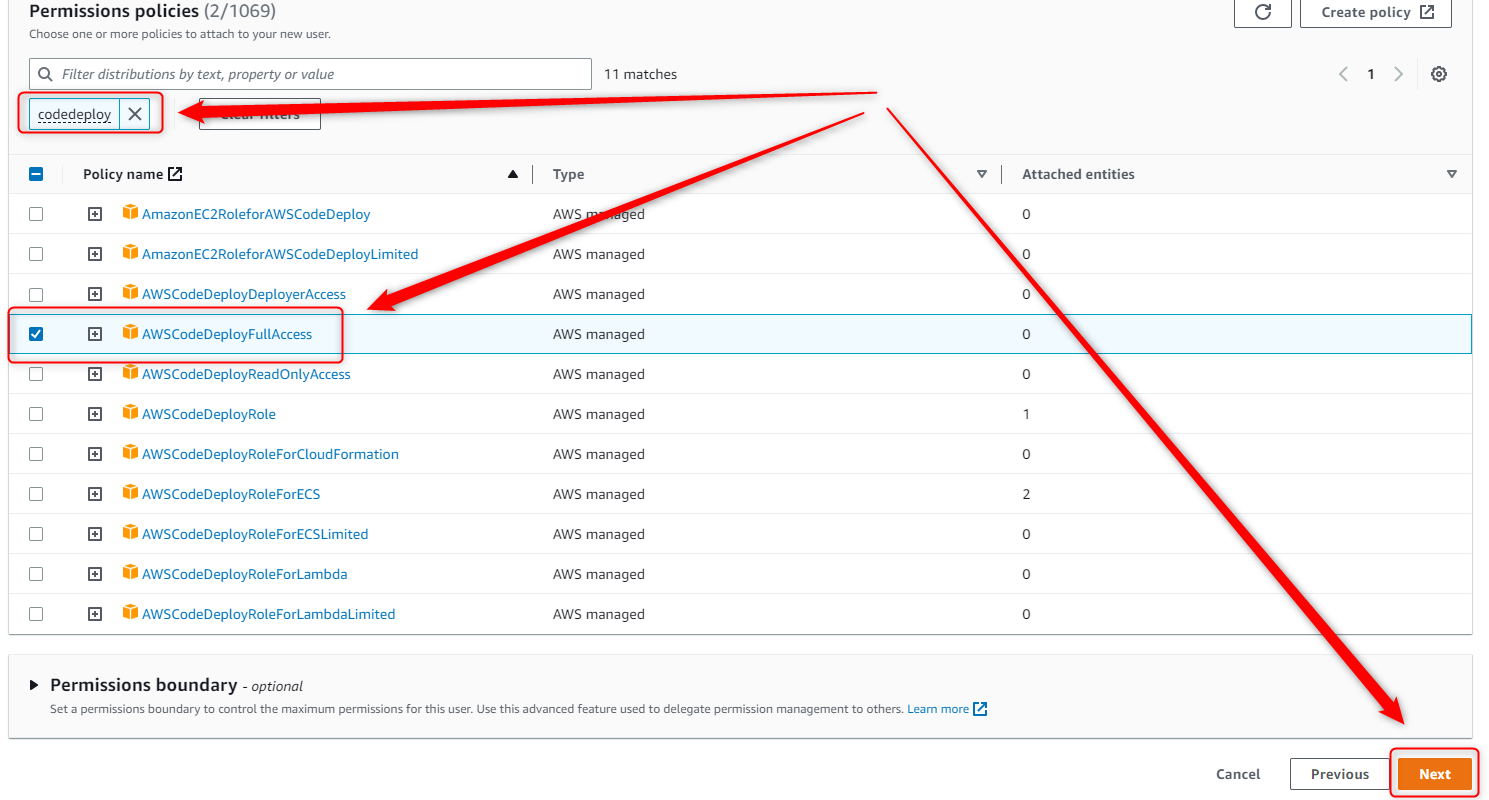 Permissions policies (2/1069)
Create policy
Choose one or more policies to attach to your new user.
Filter distributions by text, property or value
11 matches
1
codedeploy
Clear filters
Policy name Type Attached entities
AmazonEC2RoleforAWSCodeDeploy AWS managed 0
AmazonEC2RoleforAWSCodeDeployLimited AWS managed 0
AWSCodeDeployDeployerAccess AWS managed 0
AWSCodeDeployFullAccess AWS managed 0
AWSCodeDeployReadOnlyAccess AWS managed 0
AWSCodeDeployRole AWS managed 1
AWSCodeDeployRoleForCloudFormation AWS managed 0
AWSCodeDeployRoleForECS AWS managed 2
AWSCodeDeployRoleForECSLimited AWS managed 0
AWSCodeDeployRoleForLambda AWS managed 0
AWSCodeDeployRoleForLambdaLimited AWS managed 0
Permissions boundary - optional
Set a permissions boundary to control the maximum permissions for this user. Use this advanced feature used to delegate permission management to others. Learn more
Cancel Previous Next